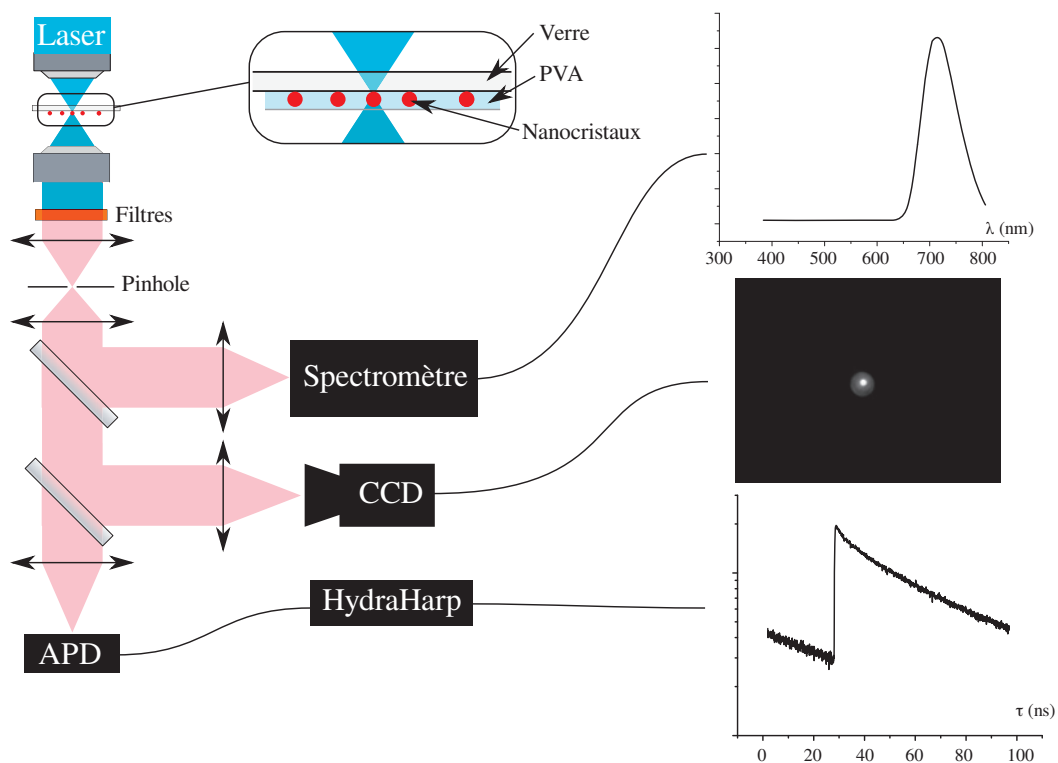 Laser
Verre
PVA
Nanocristaux
Filtres
Pinhole
Spectromètre
CCD
HydraHarp
APD
λ (nm)
300 400 500 600 700 800
τ (ns)
0 20 40 60 80 100